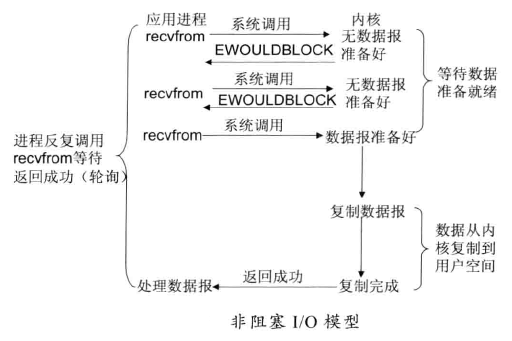 应用进程 系统调用 内核
recvfrom 无数据报
EWOULDBLOCK 准备好
系统调用 无数据报
recvfrom
EWOULDBLOCK 准备好
等待数据
准备就绪
recvfrom 系统调用 数据报准备好
进程反复调用
recvfrom等待
返回成功（轮询）
复制数据报
数据从内
核复制到
用户空间
处理数据报 返回成功 复制完成
非阻塞 I/O 模型